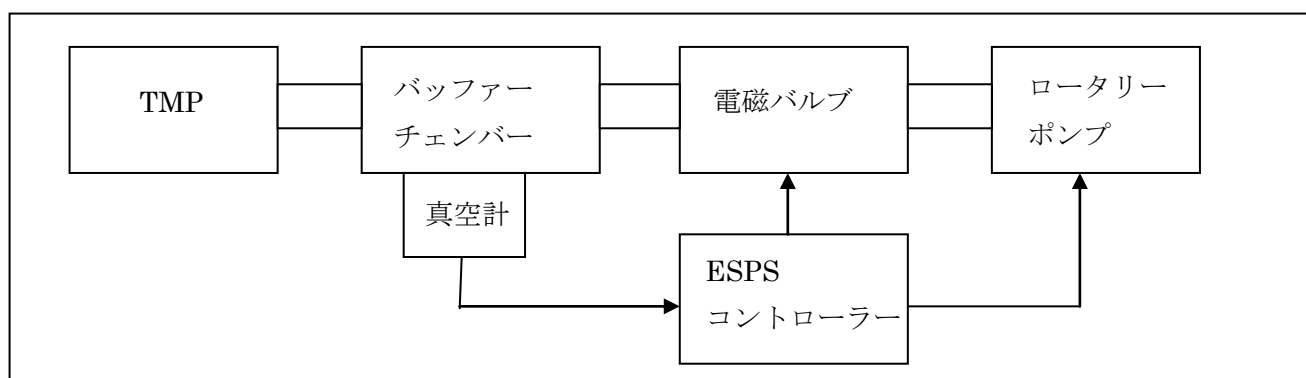 TMP
バッファー
チェンバー
電磁バルブ
ロータリー
ポンプ
真空計
ESPS
コントローラー